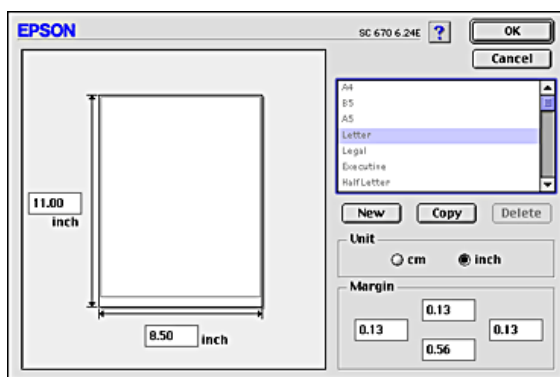 EPSON
SC 670 6.24E
?
OK
Cancel
A4
B5
A5
Letter
Legal
Executive
Half Letter
11.00
inch
8.50 inch
New Copy Delete
Unit
cm inch
Margin
0.13
0.13 0.13
0.56